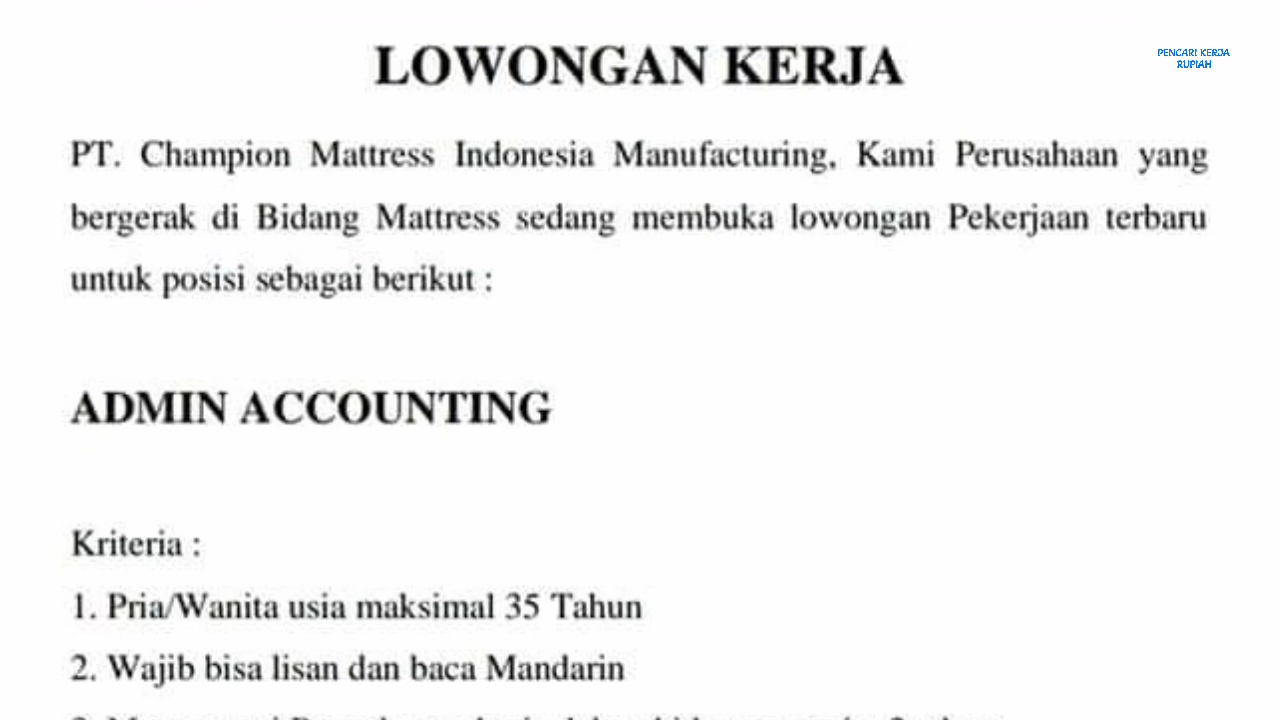 LOWONGAN KERJA
PENCARI KERJA
RUPIAH
PT. Champion Mattress Indonesia Manufacturing, Kami Perusahaan yang
bergerak di Bidang Mattress sedang membuka lowongan Pekerjaan terbaru
untuk posisi sebagai berikut :
ADMIN ACCOUNTING
Kriteria :
1. Pria/Wanita usia maksimal 35 Tahun
2. Wajib bisa lisan dan baca Mandarin